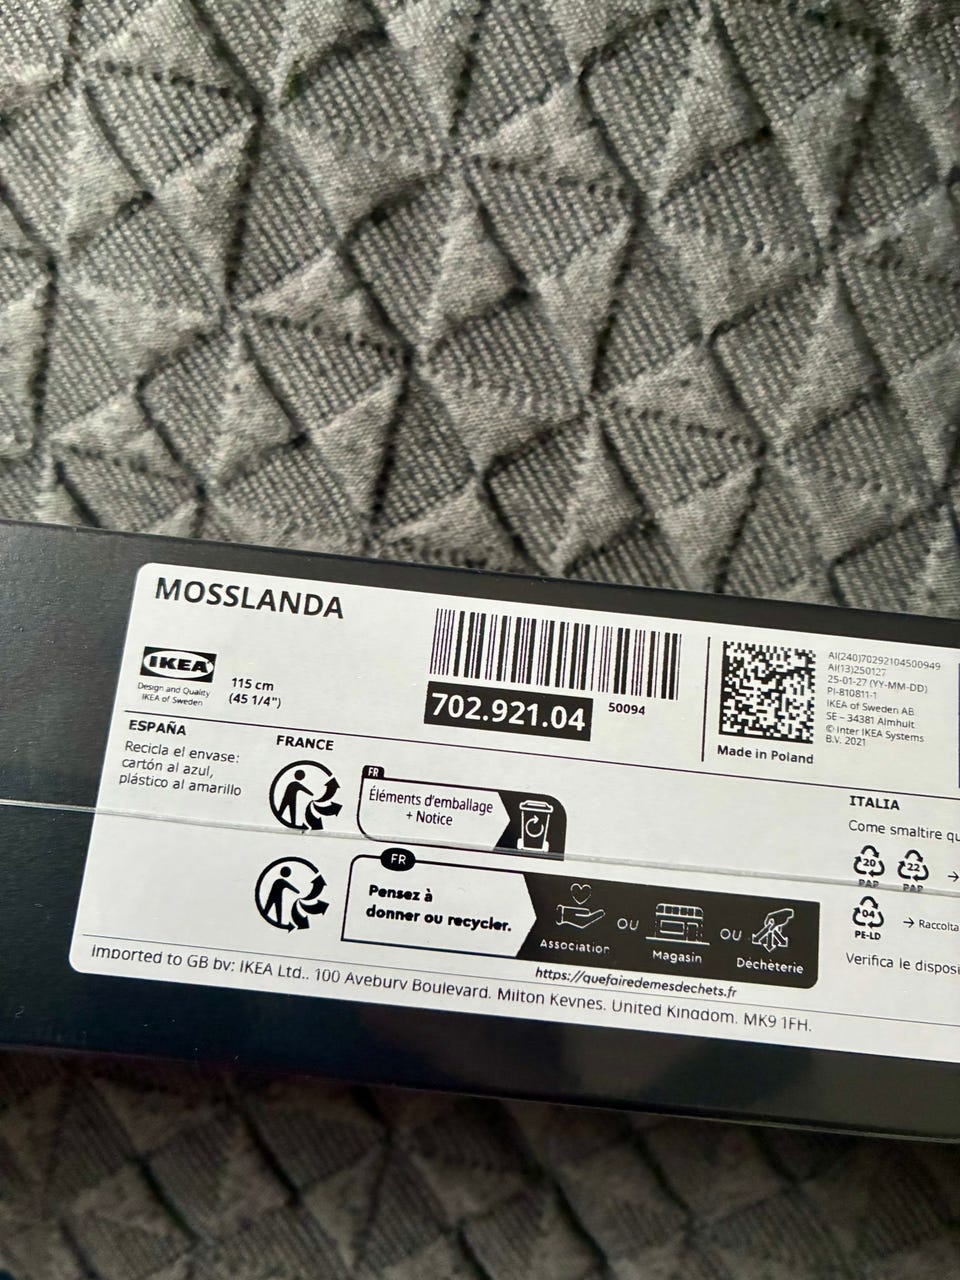 MOSSLANDA
IKEA
Design and Quality
IKEA of Sweden
115 cm
(45 1/4")
702.921.04
50094
Made in Poland
AI(240)70292104500949
AI(13)250127
25-01-27 (YY-MM-DD)
PI-810811-1
IKEA of Sweden AB
SE – 34381 Älmhult
© Inter IKEA Systems
B.V. 2021
ESPAÑA
Recicla el envase:
cartón al azul,
plástico al amarillo
FRANCE
FR
Éléments d'emballage
+ Notice
FR
Pensez à
donner ou recycler.
Association
OU
Magasin
OU
Déchèterie
https://quefairedemesdechets.fr
ITALIA
Come smaltire
20
PAP
22
PAP
→
04
PE-LD
→ Raccolta
Verifica le
Imported to GB by: IKEA Ltd., 100 Avebury Boulevard, Milton Keynes, United Kingdom, MK9 1FH.